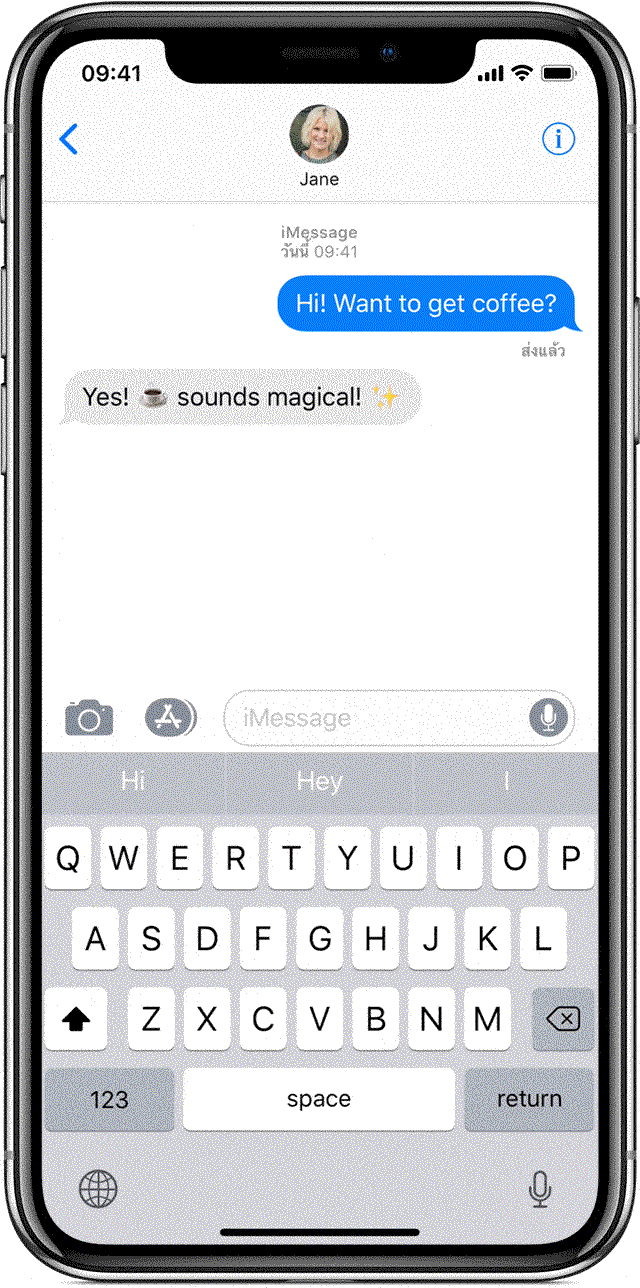 09:41
Jane
iMessage
วันนี้ 09:41
Hi! Want to get coffee?
ส่งแล้ว
Yes! ☕ sounds magical! ✨
iMessage
Hi Hey I
Q W E R T Y U I O P
A S D F G H J K L
Z X C V B N M
123 space return